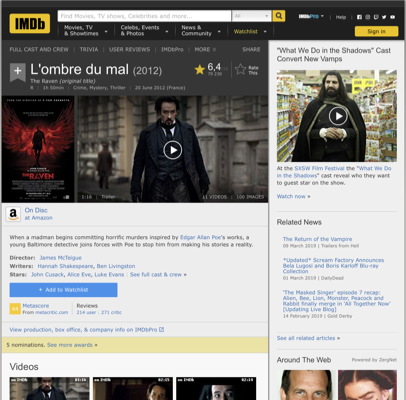 IMDb
Find Movies, TV shows, Celebrities and more...
All
IMDbPro
Help
Movies, TV
& Showtimes
Celebs, Events
& Photos
News &
Community
Watchlist
Sign in
FULL CAST AND CREW | TRIVIA | USER REVIEWS | IMDbPro | MORE
SHARE
L'ombre du mal (2012)
The Raven (original title)
R | 1h 50min | Crime, Mystery, Thriller | 20 June 2012 (France)
6,4
Rate
This
THE RAVEN
1:16 | Trailer
100 IMAGES
On Disc
at Amazon
When a madman begins committing horrific murders inspired by Edgar Allen Poe's works, a
young Baltimore detective joins forces with Poe to stop him from making his stories a reality.
Director: James McTeigue
Writers: Hannah Shakespeare, Ben Livingston
Stars: John Cusack, Alice Eve, Luke Evans | See full cast & crew »
+ Add to Watchlist
Metascore
From metacritic.com
Reviews
214 user | 271 critic
View production, box office, & company info on IMDbPro
5 nominations. See more awards »
Videos
"What We Do in the Shadows" Cast
Convert New Vamps
At the SXSW Film Festival the "What We
Do in the Shadows" cast reveal who they
want to guest star on the show.
Watch now »
Related News
The Return of the Vampire
09 March 2019 | HorrorNews.net
*Updated* Scream Factory Announces
Bela Lugosi and Boris Karloff Blu-ray
Collection
01 March 2019 | DailyDead
'The Masked Singer' episode 7 recap:
Alien, Bee, Lion, Monster, Peacock and
Rabbit finally merge in 'All Together Now'
[Updating Live Blog]
14 February 2019 | Gold Derby
See all related articles »
Around The Web
Powered by ZergNet